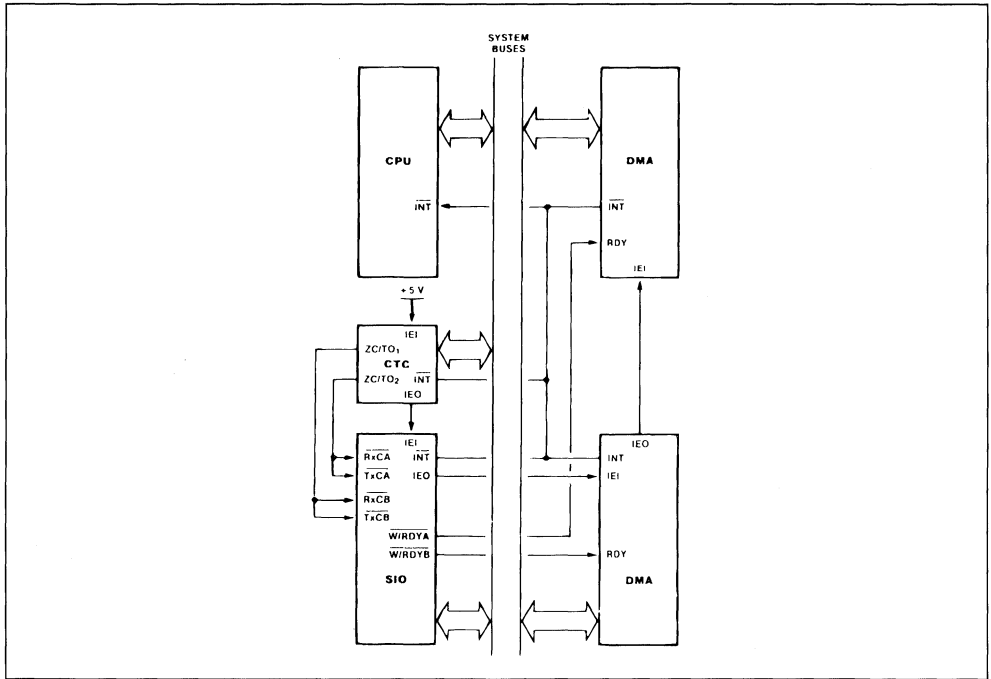 SYSTEM
BUSES
CPU
INT
DMA
INT
RDY
IEI
+ 5 V
IEI
ZC/TO₁
CTC
ZC/TO₂
INT
IEO
IEI
RxCA
INT
TxCA
IEO
RxCB
TxCB
W/RDYA
W/RDYB
SIO
IEO
INT
IEI
RDY
DMA